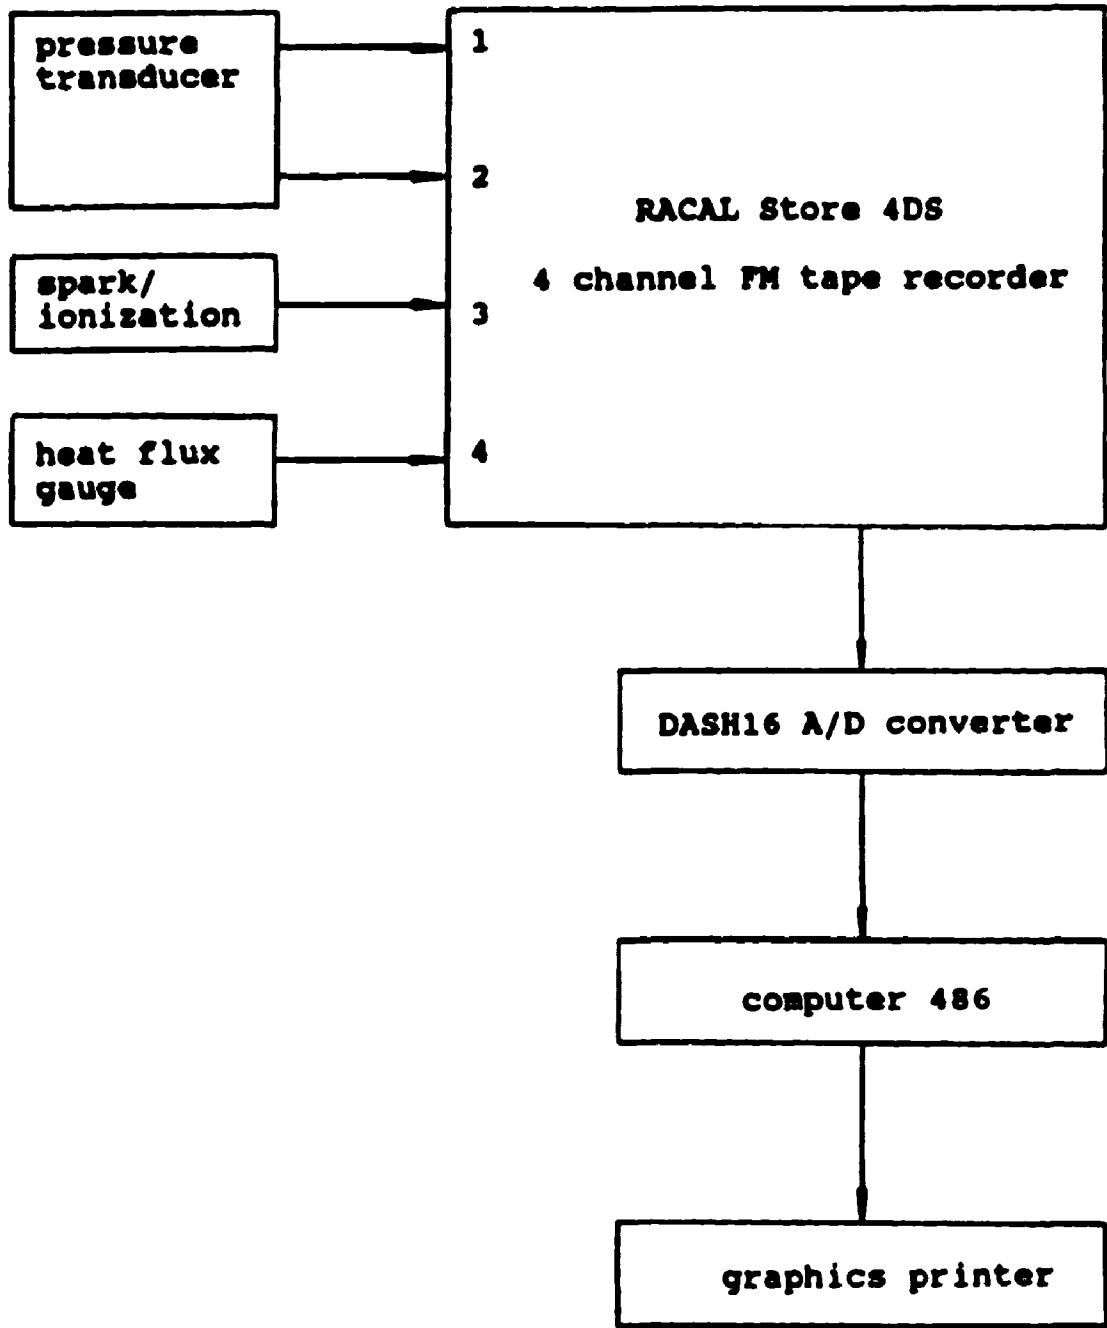 pressure
transducer
1
2
spark/
ionization
3
heat flux
gauge
4
RACAL Store 4DS
4 channel FM tape recorder
DASH16 A/D converter
computer 486
graphics printer